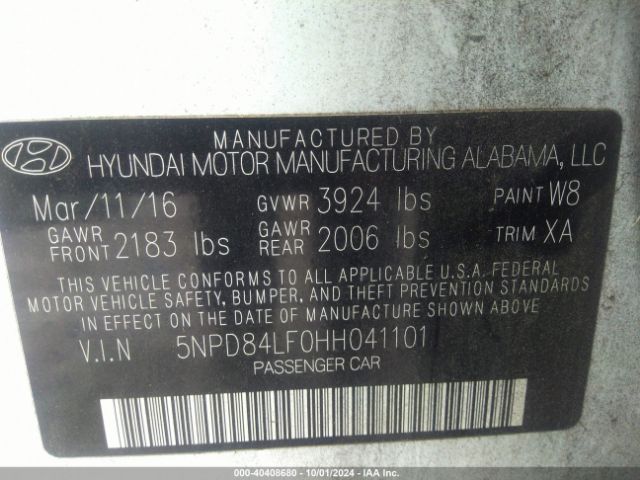 MANUFACTURED BY
HYUNDAI MOTOR MANUFACTURING ALABAMA, LLC
Mar/11/16 GVWR 3924 lbs PAINT W8
GAWR FRONT 2183 lbs GAWR REAR 2006 lbs TRIM XA
THIS VEHICLE CONFORMS TO ALL APPLICABLE U.S.A. FEDERAL
MOTOR VEHICLE SAFETY, BUMPER, AND THEFT PREVENTION STANDARDS
IN EFFECT ON THE DATE OF MANUFACTURE SHOWN ABOVE
V.I.N 5NPD84LF0HH041101
PASSENGER CAR
000-40408680 - 10/01/2024 - IAA Inc.